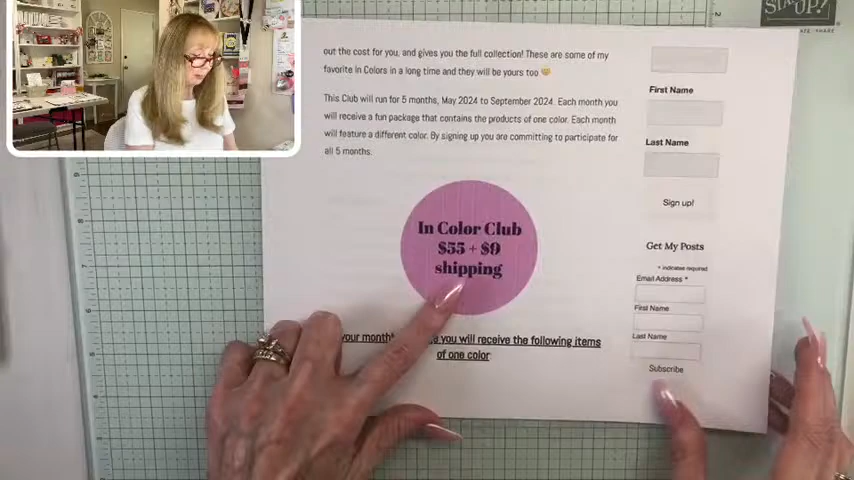 out the cost for you, and gives you the full collection! These are some of my
favorite In Colors in a long time and they will be yours too
This Club will run for 5 months, May 2024 to September 2024. Each month you
will receive a fun package that contains the products of one color. Each month
will feature a different color. By signing up you are committing to participate for
all 5 months.
In Color Club
$55 + $9
shipping
your month
you will receive the following items
of one color
First Name
Last Name
Sign up!
Get My Posts
* indicates required
Email Address *
First Name
Last Name
Subscribe